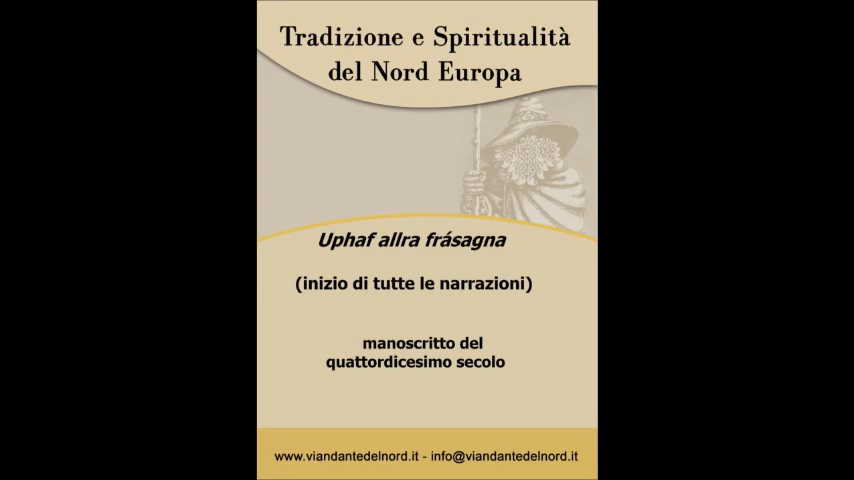 Tradizione e Spiritualità
del Nord Europa
Uphaf allra frásagna
(inizio di tutte le narrazioni)
manoscritto del
quattordicesimo secolo
www.viandantedelnord.it - info@viandantedelnord.it